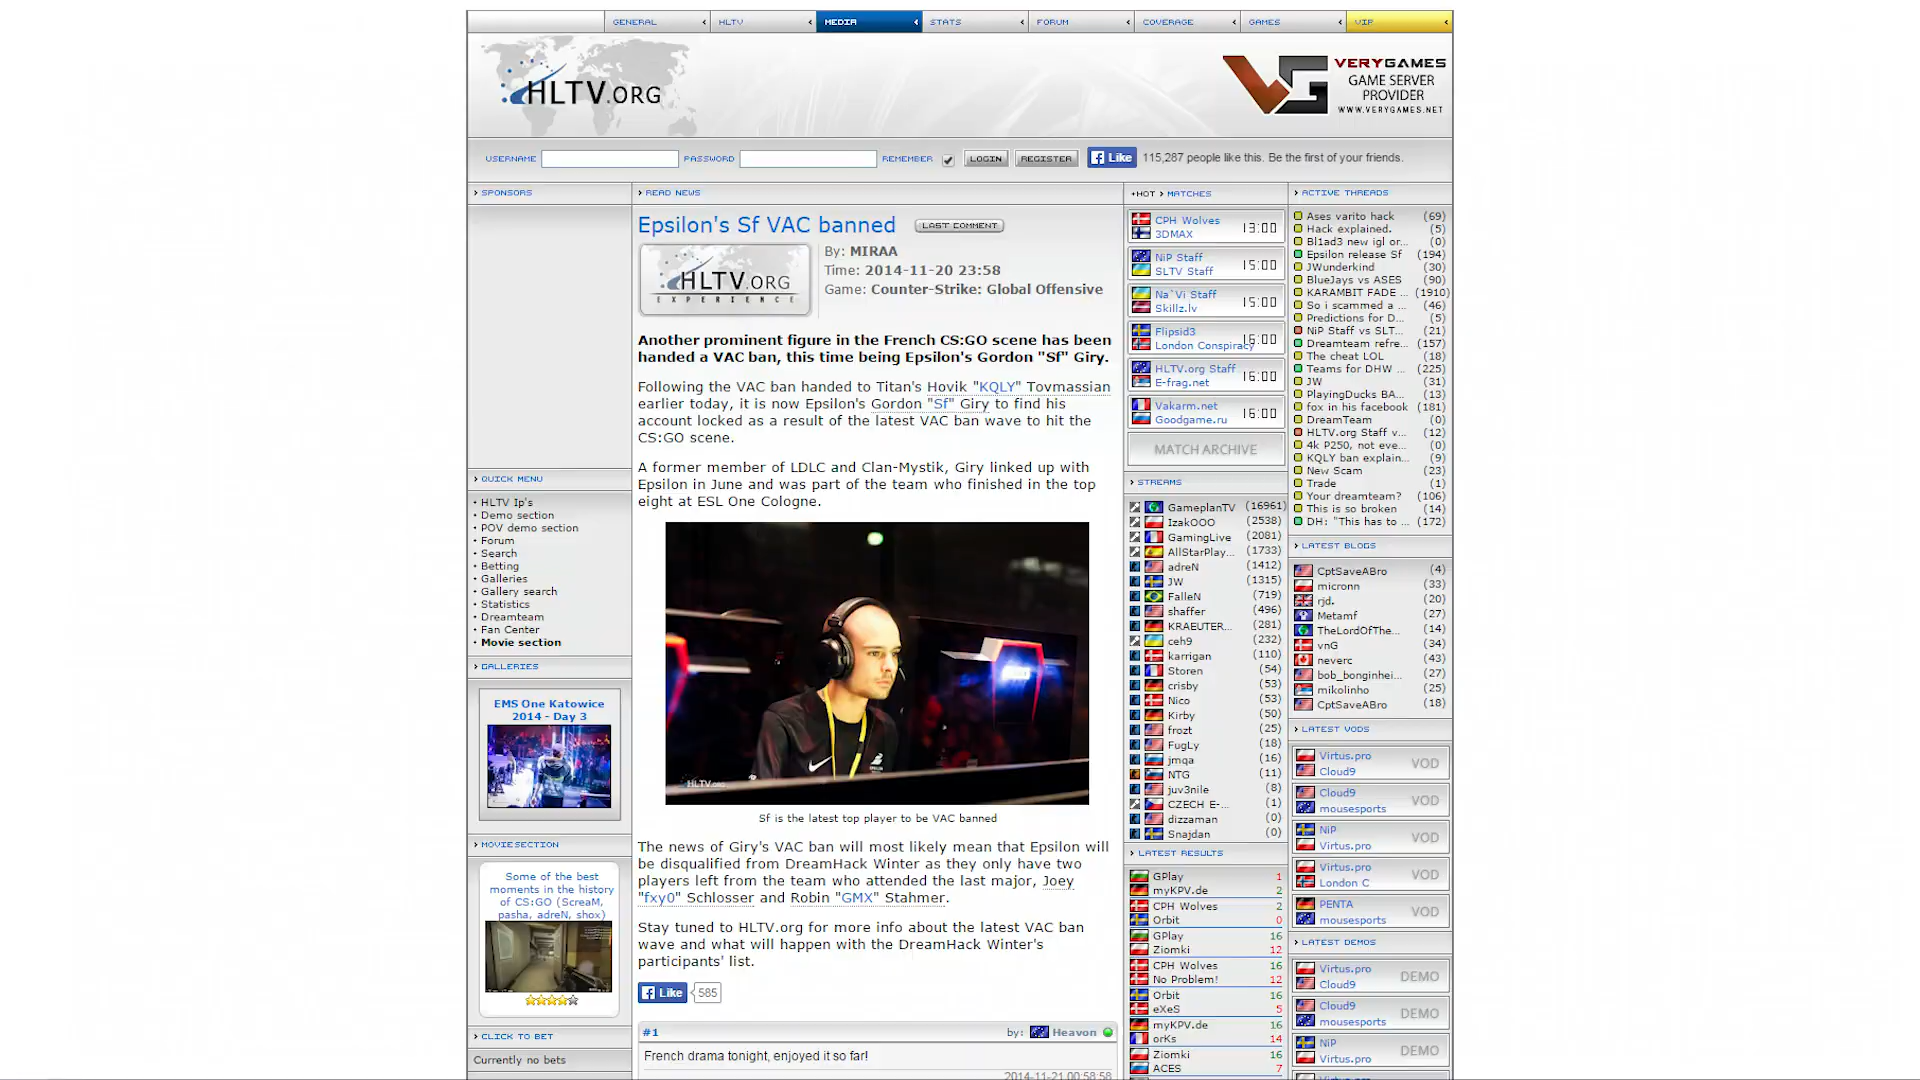 GENERAL
HLTV
MEDIA
STATS
FORUM
COVERAGE
GAMES
VIP
HLTV.ORG
VERYGAMES
GAME SERVER
PROVIDER
WWW.VERYGAMES.NET
USERNAME
PASSWORD
REMEMBER
LOGIN
REGISTER
Like
115,287 people like this. Be the first of your friends.
SPONSORS
QUICK MENU
• HLTV Ip's
• Demo section
• POV demo section
• Forum
• Search
• Betting
• Galleries
• Gallery search
• Statistics
• Dreamteam
• Fan Center
• Movie section
GALLERIES
EMS One Katowice
2014 - Day 3
MOVIESECTION
Some of the best
moments in the history
of CS:GO (ScreaM,
pasha, adreN, shox)
CLICK TO BET
Currently no bets
READ NEWS
Epsilon's Sf VAC banned
LAST COMMENT
HLTV.ORG
EXPERIENCE
By: MIRAA
Time: 2014-11-20 23:58
Game: Counter-Strike: Global Offensive
Another prominent figure in the French CS:GO scene has been
handed a VAC ban, this time being Epsilon's Gordon "Sf" Giry.
Following the VAC ban handed to Titan's Hovik "KQLY" Tovmassian
earlier today, it is now Epsilon's Gordon "Sf" Giry to find his
account locked as a result of the latest VAC ban wave to hit the
CS:GO scene.
A former member of LDLC and Clan-Mystik, Giry linked up with
Epsilon in June and was part of the team who finished in the top
eight at ESL One Cologne.
HLTV.org
Sf is the latest top player to be VAC banned
The news of Giry's VAC ban will most likely mean that Epsilon will
be disqualified from DreamHack Winter as they only have two
players left from the team who attended the last major, Joey
"fxy0" Schlosser and Robin "GMX" Stahmer.
Stay tuned to HLTV.org for more info about the latest VAC ban
wave and what will happen with the DreamHack Winter's
participants' list.
Like 585
#1 by: Heavon
French drama tonight, enjoyed it so far!
2014-11-21 00:58:58
+HOT MATCHES
CPH Wolves
3DMAX
13:00
NiP Staff
SLTV Staff
15:00
Na`Vi Staff
Skillz.lv
15:00
Flipsid3
London Conspiracy
16:00
HLTV.org Staff
E-frag.net
16:00
Vakarm.net
Goodgame.ru
16:00
MATCH ARCHIVE
STREAMS
GameplanTV (16961)
IzakOOO (2538)
GamingLive (2081)
AllStarPlay... (1733)
adreN (1412)
JW (1315)
FalleN (719)
shaffer (496)
KRAEUTER... (281)
ceh9 (232)
karrigan (110)
Storen (54)
crisby (53)
Nico (53)
Kirby (50)
frozt (25)
FugLy (18)
jmqa (16)
NTG (11)
juv3nile (8)
CZECH E-... (1)
dizzaman (0)
Snajdan (0)
LATEST RESULTS
GPlay 1
myKPV.de 2
CPH Wolves 2
Orbit 0
GPlay 16
Ziomki 12
CPH Wolves 16
No Problem! 12
Orbit 16
eXeS 5
myKPV.de 16
orKs 14
Ziomki 16
ACES 7
ACTIVE THREADS
Ases varito hack (69)
Hack explained. (5)
Bl1ad3 new igl or... (0)
Epsilon release Sf (194)
JWunderkind (30)
BlueJays vs ASES (90)
KARAMBIT FADE ... (1910)
So i scammed a ... (46)
Predictions for D... (5)
NiP Staff vs SLT... (21)
Dreamteam refre... (157)
The cheat LOL (18)
Teams for DHW ... (225)
JW (31)
PlayingDucks BA... (13)
fox in his facebook (181)
DreamTeam (0)
HLTV.org Staff v... (12)
4k P250, not eve... (0)
KQLY ban explain... (9)
New Scam (23)
Trade (1)
Your dreamteam? (106)
This is so broken (14)
DH: "This has to ... (172)
LATEST BLOGS
CptSaveABro (4)
micronn (33)
rjd. (20)
Metamf (27)
TheLordOfThe... (14)
vnG (34)
neverc (43)
bob_bonginhei... (27)
mikolinho (25)
CptSaveABro (18)
LATEST VODS
Virtus.pro
Cloud9
VOD
Cloud9
mousesports
VOD
NiP
Virtus.pro
VOD
Virtus.pro
London C
VOD
PENTA
mousesports
VOD
LATEST DEMOS
Virtus.pro
Cloud9
DEMO
Cloud9
mousesports
DEMO
NiP
Virtus.pro
DEMO